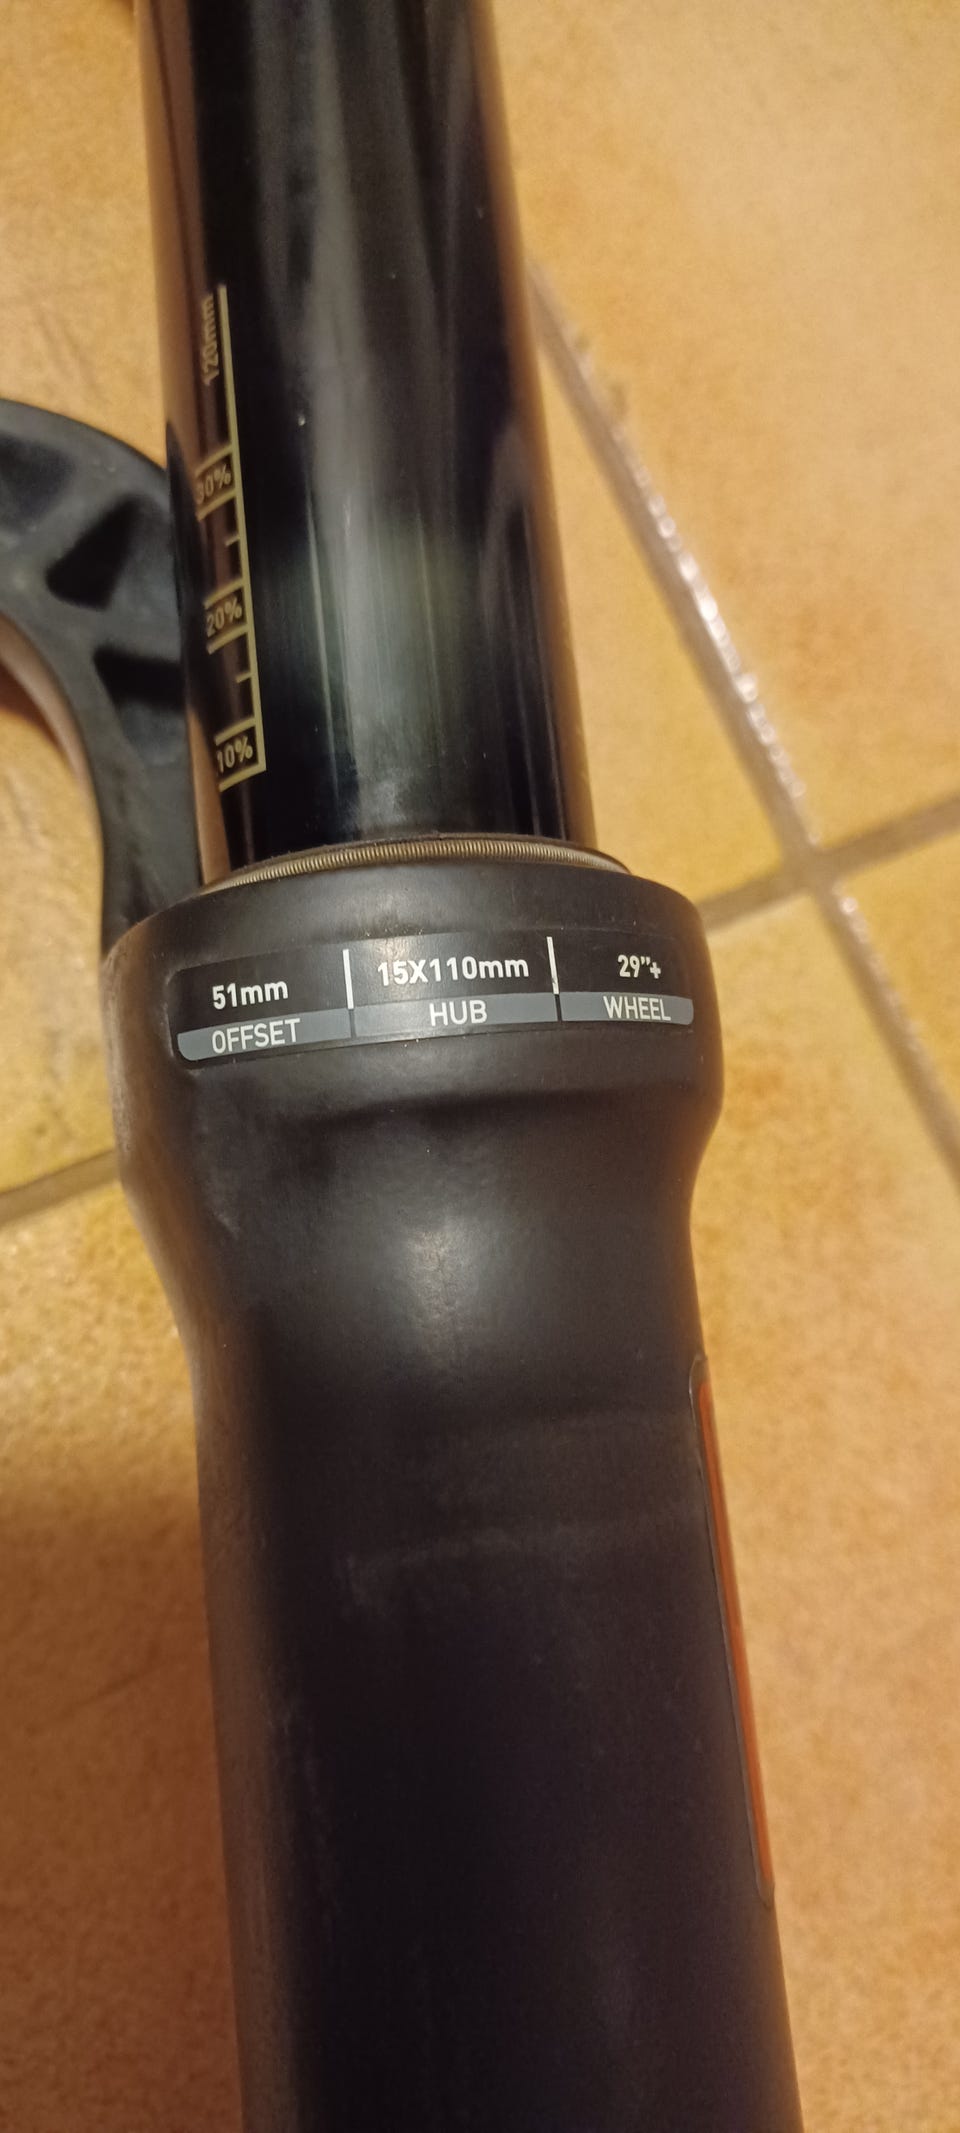 120mm
30%
20%
10%
51mm 15X110mm 29"+
OFFSET HUB WHEEL